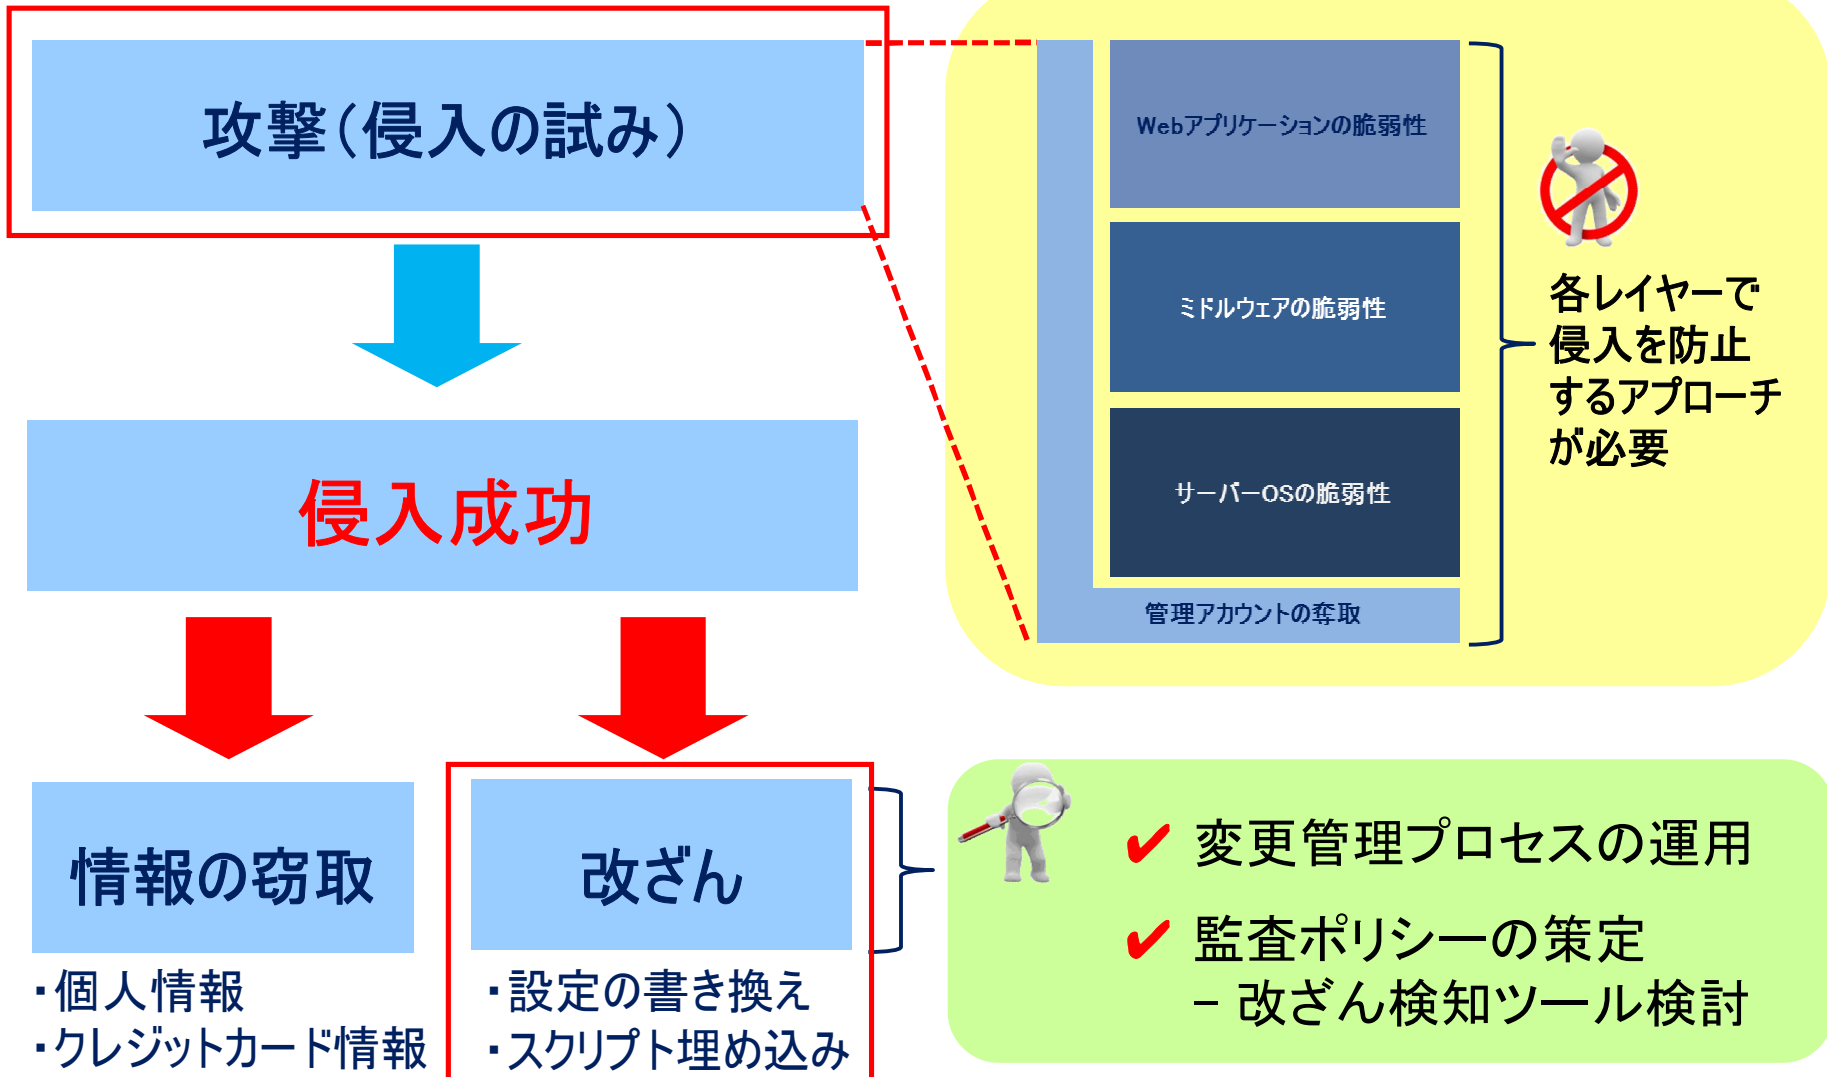 攻撃（侵入の試み）
Webアプリケーションの脆弱性
ミドルウェアの脆弱性
サーバーOSの脆弱性
管理アカウントの奪取
各レイヤーで
侵入を防止
するアプローチ
が必要
侵入成功
情報の窃取
・個人情報
・クレジットカード情報
改ざん
・設定の書き換え
・スクリプト埋め込み
✔ 変更管理プロセスの運用
✔ 監査ポリシーの策定
– 改ざん検知ツール検討